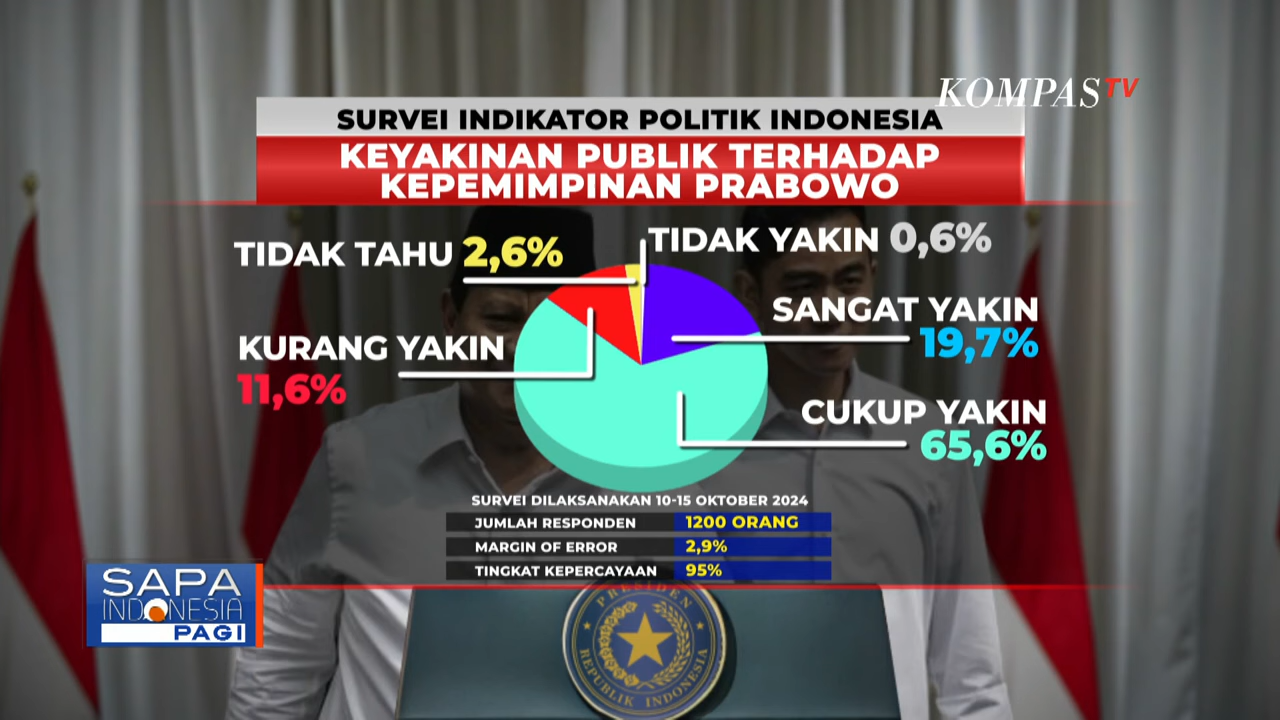 KOMPAS TV
SURVEI INDIKATOR POLITIK INDONESIA
KEYAKINAN PUBLIK TERHADAP
KEPEMIMPINAN PRABOWO
TIDAK TAHU 2,6%
TIDAK YAKIN 0,6%
SANGAT YAKIN
19,7%
KURANG YAKIN
11,6%
CUKUP YAKIN
65,6%
SURVEI DILAKSANAKAN 10-15 OKTOBER 2024
JUMLAH RESPONDEN 1200 ORANG
MARGIN OF ERROR 2,9%
TINGKAT KEPERCAYAAN 95%
SAPA
INDONESIA
PAGI
PRESIDEN
REPUBLIK INDONESIA